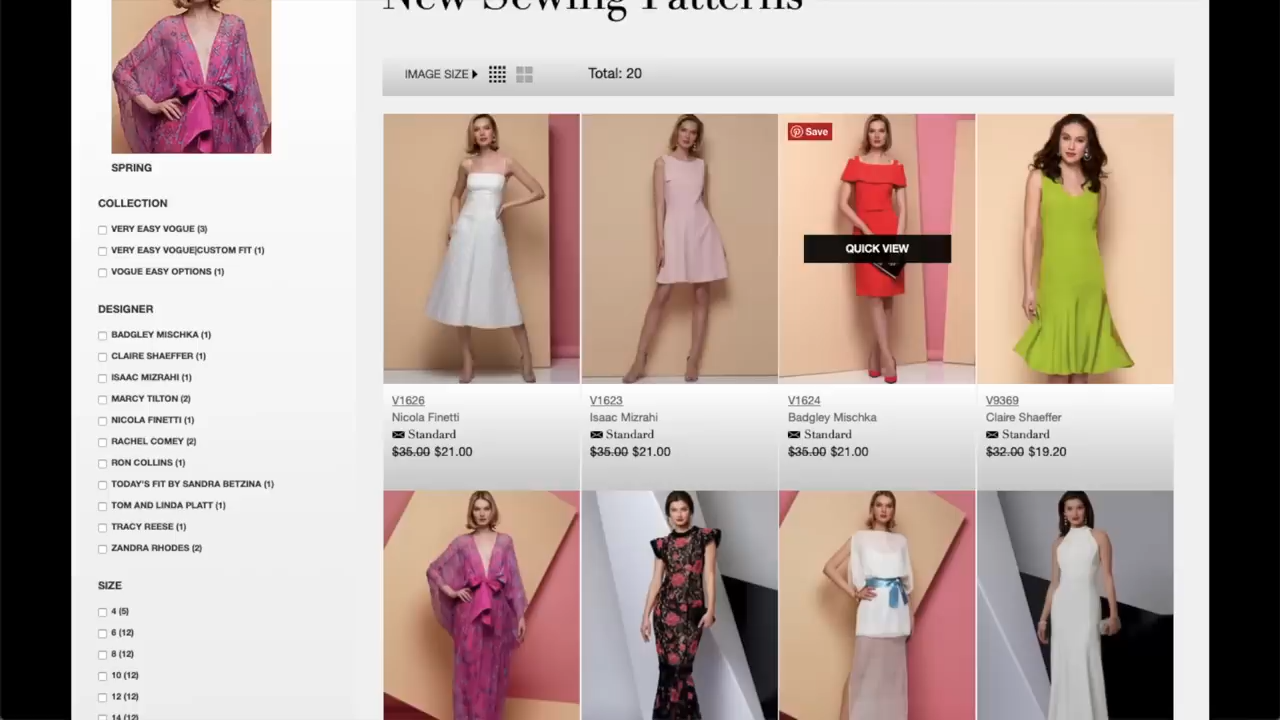 New Sewing Patterns
IMAGE SIZE
Total: 20
SPRING
COLLECTION
VERY EASY VOGUE (3)
VERY EASY VOGUE|CUSTOM FIT (1)
VOGUE EASY OPTIONS (1)
DESIGNER
BADGLEY MISCHKA (1)
CLAIRE SHAEFFER (1)
ISAAC MIZRAHI (1)
MARCY TILTON (2)
NICOLA FINETTI (1)
RACHEL COMEY (2)
RON COLLINS (1)
TODAY'S FIT BY SANDRA BETZINA (1)
TOM AND LINDA PLATT (1)
TRACY REESE (1)
ZANDRA RHODES (2)
SIZE
4 (5)
6 (12)
8 (12)
10 (12)
12 (12)
14 (12)
Save
QUICK VIEW
V1626
Nicola Finetti
Standard
$35.00 $21.00
V1623
Isaac Mizrahi
Standard
$35.00 $21.00
V1624
Badgley Mischka
Standard
$35.00 $21.00
V9369
Claire Shaeffer
Standard
$32.00 $19.20